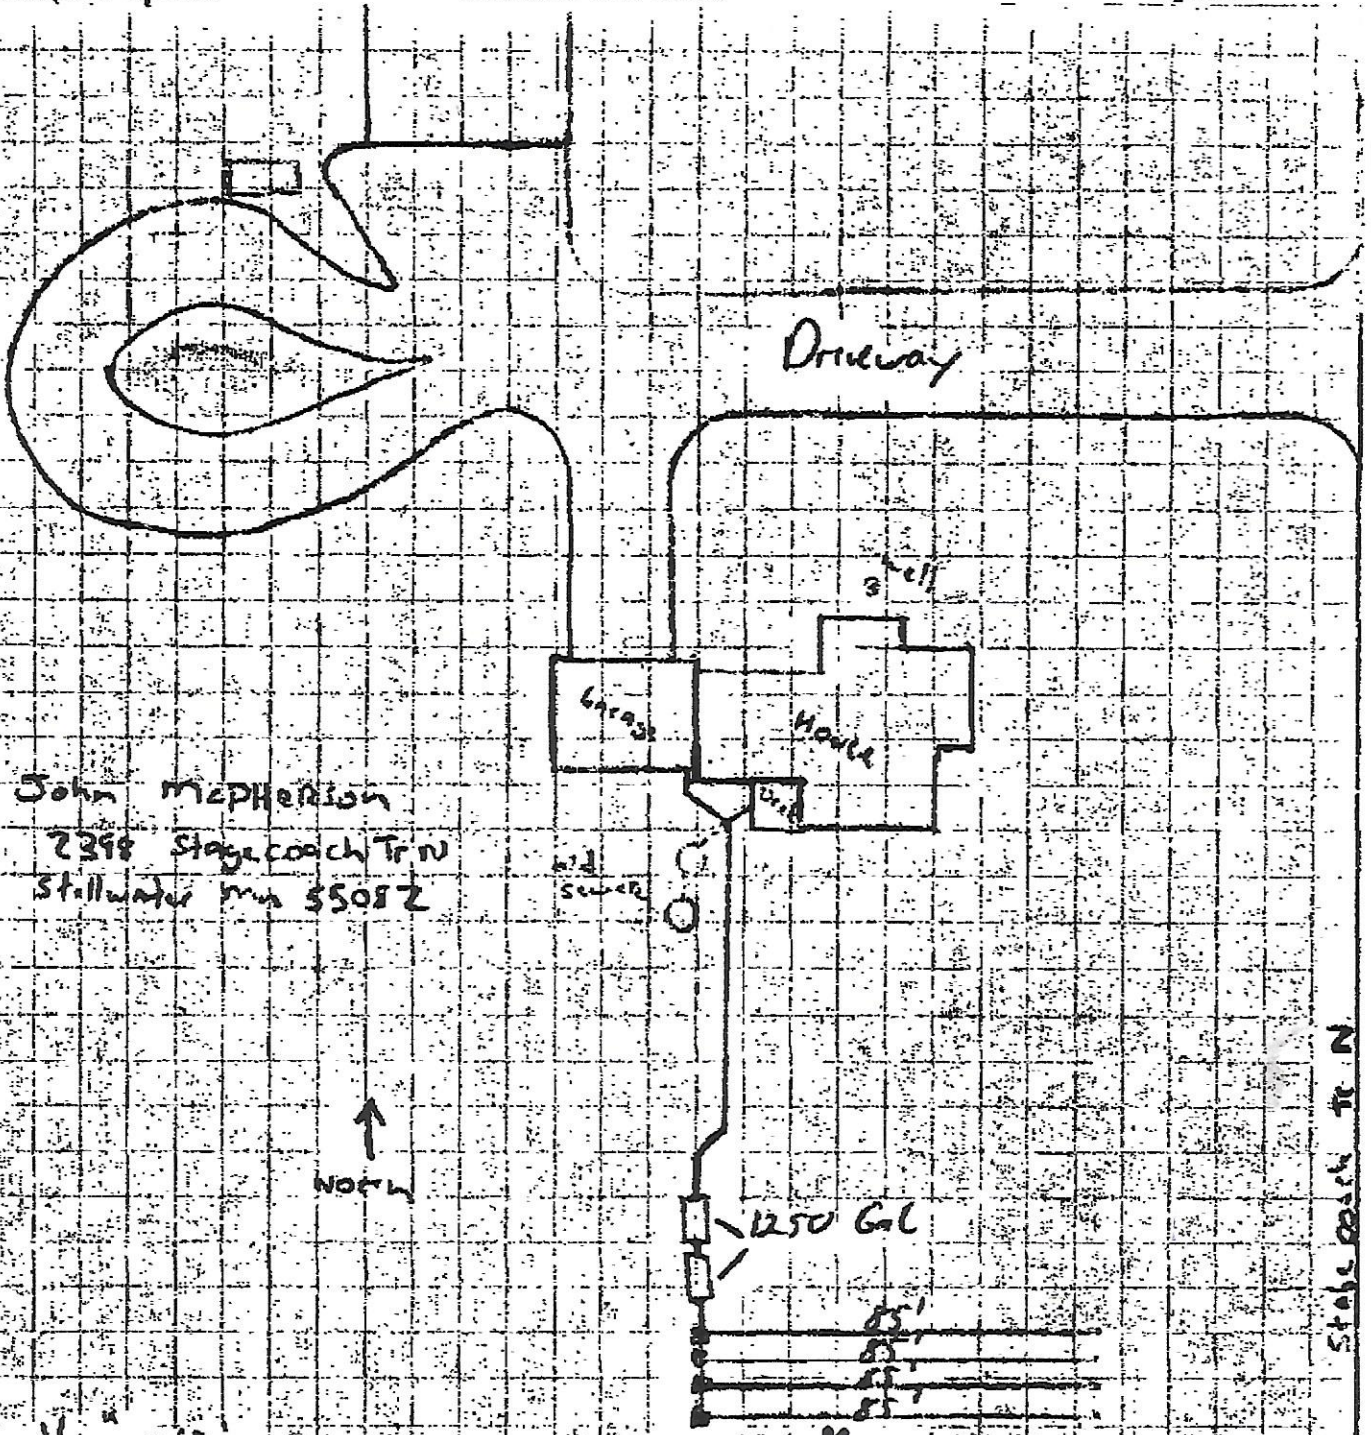 Driveway
Well
Garage
House
Deck
John McPherson
2398 Stagecoach Tr N
Stillwater Mn 55082
old
sewer
North
1250 Gal
85'
85'
85'
85'
Stagecoach Tr N